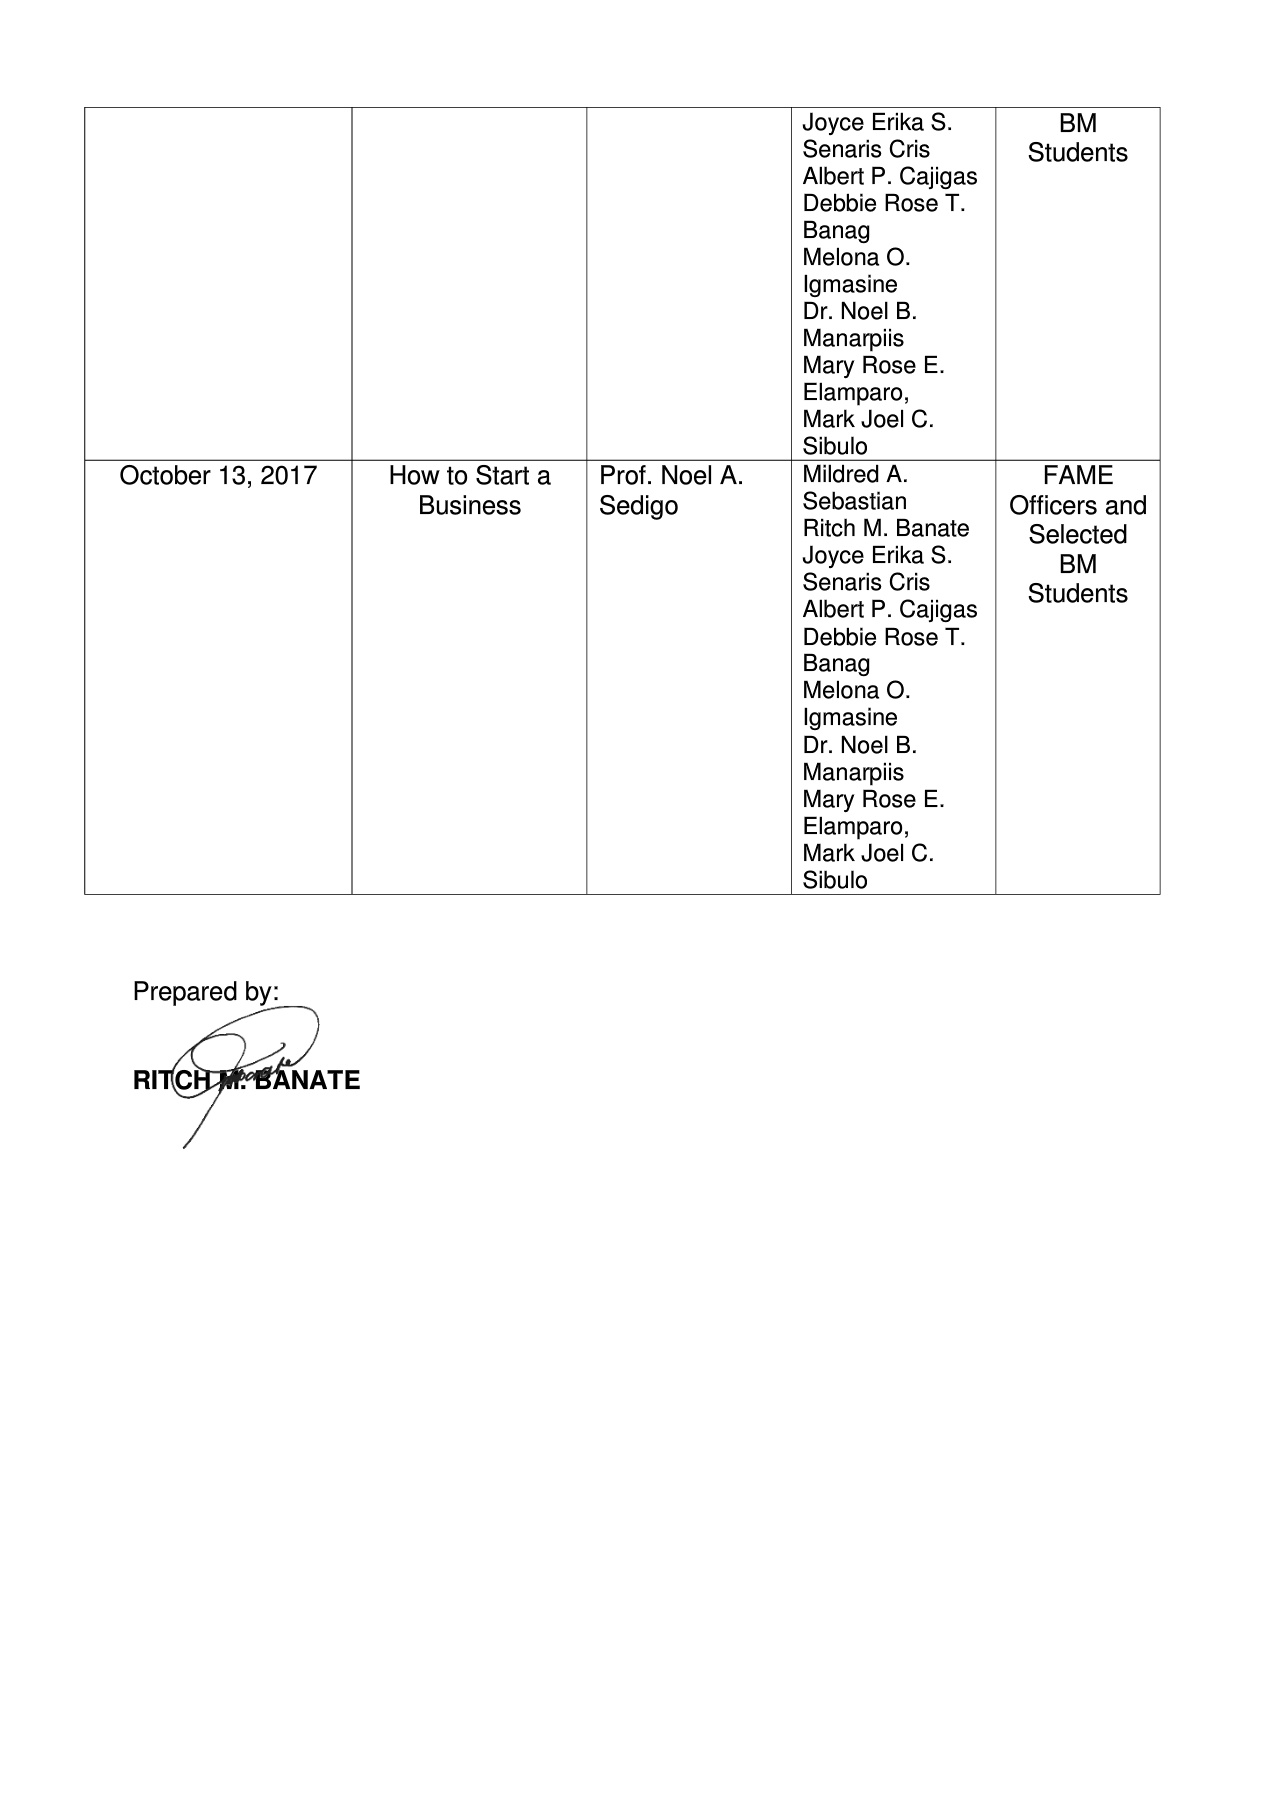 Joyce Erika S.
Senaris Cris
Albert P. Cajigas
Debbie Rose T.
Banag
Melona O.
Igmasine
Dr. Noel B.
Manarpiis
Mary Rose E.
Elamparo,
Mark Joel C.
Sibulo
BM
Students
October 13, 2017
How to Start a
Business
Prof. Noel A.
Sedigo
Mildred A.
Sebastian
Ritch M. Banate
Joyce Erika S.
Senaris Cris
Albert P. Cajigas
Debbie Rose T.
Banag
Melona O.
Igmasine
Dr. Noel B.
Manarpiis
Mary Rose E.
Elamparo,
Mark Joel C.
Sibulo
FAME
Officers and
Selected
BM
Students
Prepared by:
RITCH M. BANATE